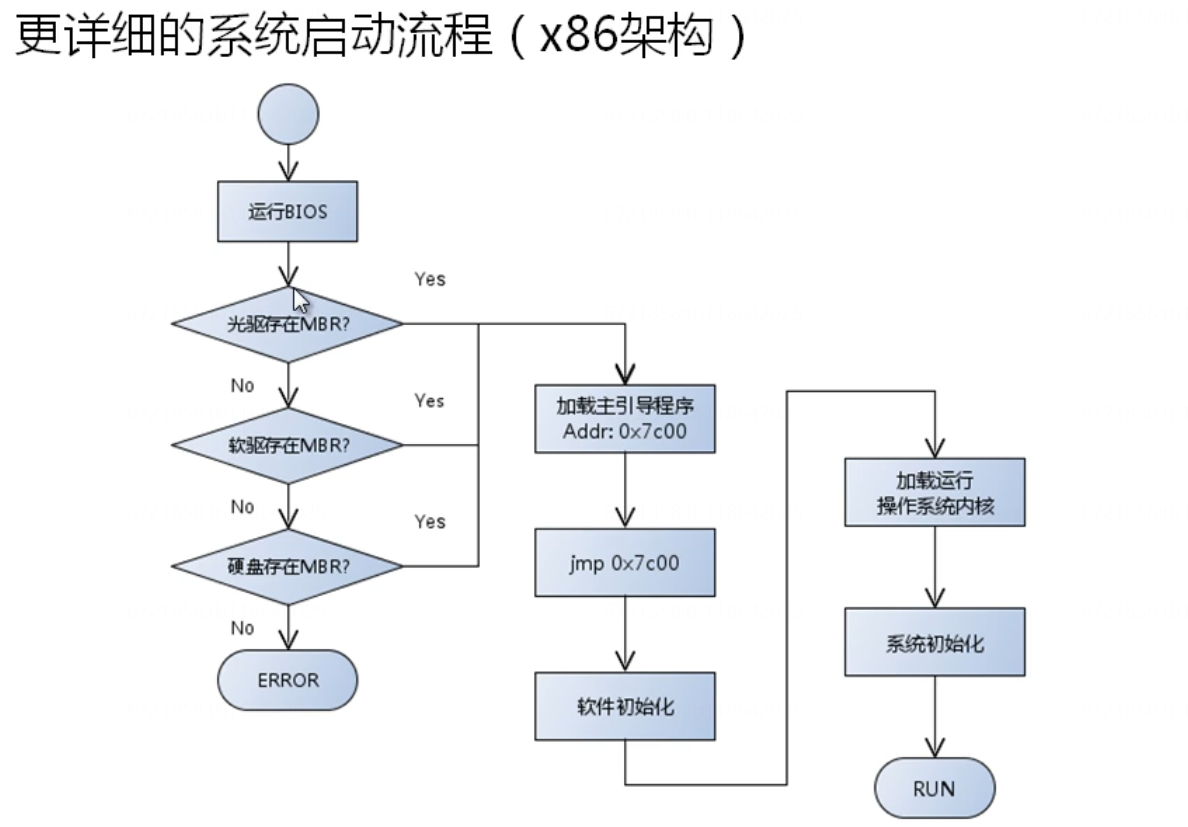 更详细的系统启动流程（x86架构）
运行BIOS
Yes
光驱存在MBR?
No
Yes
软驱存在MBR?
No
Yes
硬盘存在MBR?
No
ERROR
加载主引导程序
Addr: 0x7c00
jmp 0x7c00
软件初始化
加载运行
操作系统内核
系统初始化
RUN